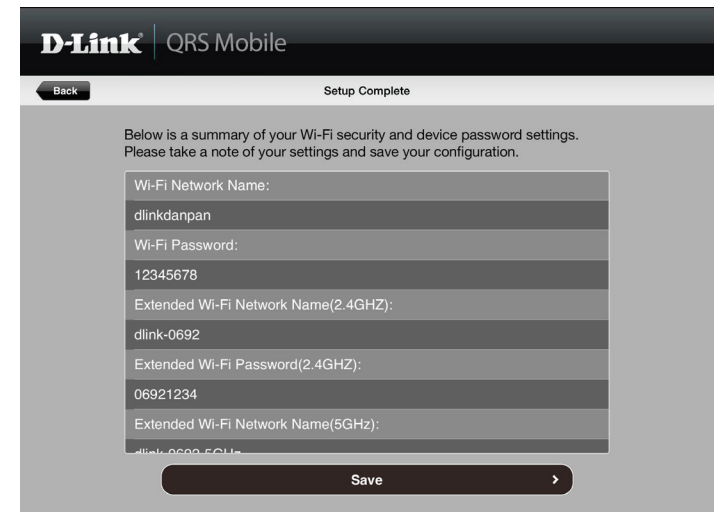 D-Link QRS Mobile
Back Setup Complete
Below is a summary of your Wi-Fi security and device password settings.
Please take a note of your settings and save your configuration.
Wi-Fi Network Name:
dlinkdanpan
Wi-Fi Password:
12345678
Extended Wi-Fi Network Name(2.4GHZ):
dlink-0692
Extended Wi-Fi Password(2.4GHZ):
06921234
Extended Wi-Fi Network Name(5GHz):
dlink-0692-5GHz
Save